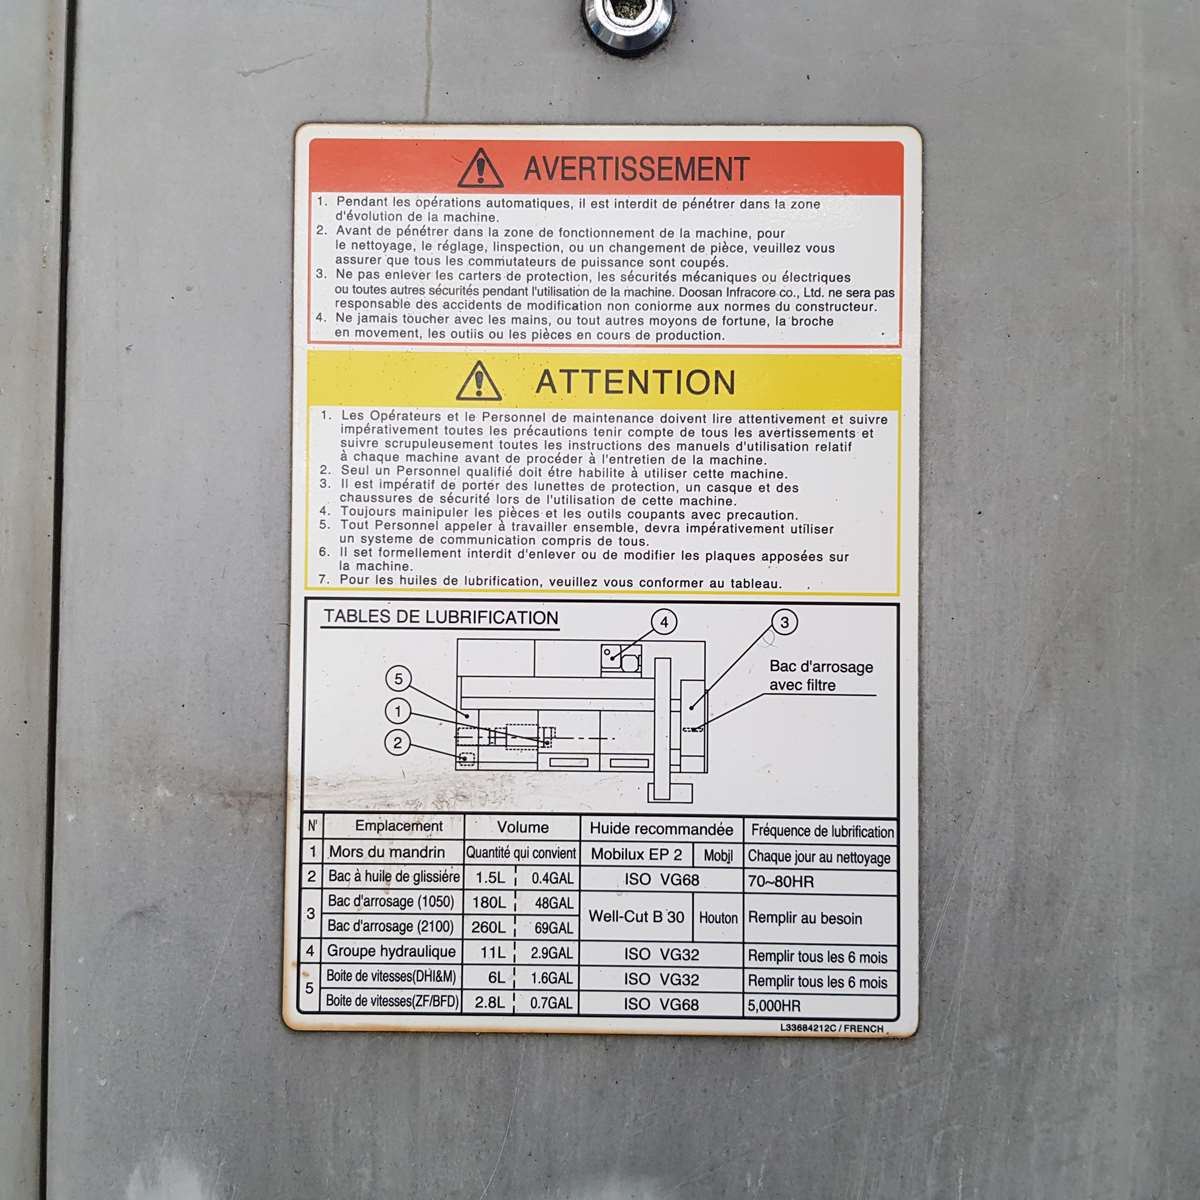 AVERTISSEMENT
1. Pendant les opérations automatiques, il est interdit de pénétrer dans la zone
d'évolution de la machine.
2. Avant de pénétrer dans la zone de fonctionnement de la machine, pour
le nettoyage, le réglage, linspection, ou un changement de pièce, veuillez vous
assurer que tous les commutateurs de puissance sont coupés.
3. Ne pas enlever les carters de protection, les sécurités mécaniques ou électriques
ou toutes autres sécurités pendant l'utilisation de la machine. Doosan Infracore co., Ltd. ne sera pas
responsable des accidents de modification non coniorme aux normes du constructeur.
4. Ne jamais toucher avec les mains, ou tout autres moyons de fortune, la broche
en movement, les outils ou les pièces en cours de production.
ATTENTION
1. Les Opérateurs et le Personnel de maintenance doivent lire attentivement et suivre
impérativement toutes les précautions tenir compte de tous les avertissements et
suivre scrupuleusement toutes les instructions des manuels d'utilisation relatif
à chaque machine avant de procéder à l'entretien de la machine.
2. Seul un Personnel qualifié doit étre habilite à utiliser cette machine.
3. Il est impératif de porter des lunettes de protection, un casque et des
chaussures de sécurité lors de l'utilisation de cette machine.
4. Toujours mainipuler les pièces et les outils coupants avec precaution.
5. Tout Personnel appeler à travailler ensemble, devra impérativement utiliser
un systeme de communication compris de tous.
6. Il set formellement interdit d'enlever ou de modifier les plaques apposées sur
la machine.
7. Pour les huiles de lubrification, veuillez vous conformer au tableau.
TABLES DE LUBRIFICATION
4
3
Bac d'arrosage
avec filtre
5
1
2
N° Emplacement Volume Huide recommandée Fréquence de lubrification
1 Mors du mandrin Quantité qui convient Mobilux EP 2 Mobjl Chaque jour au nettoyage
2 Bac à huile de glissiére 1.5L 0.4GAL ISO VG68 70~80HR
3 Bac d'arrosage (1050) 180L 48GAL Well-Cut B 30 Houton Remplir au besoin
Bac d'arrosage (2100) 260L 69GAL
4 Groupe hydraulique 11L 2.9GAL ISO VG32 Remplir tous les 6 mois
5 Boite de vitesses(DHI&M) 6L 1.6GAL ISO VG32 Remplir tous les 6 mois
Boite de vitesses(ZF/BFD) 2.8L 0.7GAL ISO VG68 5,000HR
L33684212C / FRENCH